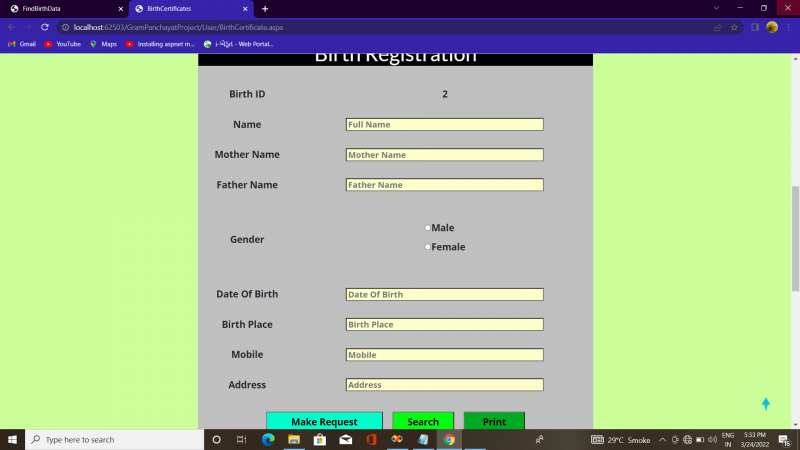 FindBirthData
BirthCertificates
localhost:62503/GramPanchayatProject/User/BirthCertificate.aspx
Gmail YouTube Maps Installing aspnet m... - Web Portal...
Birth Registration
Birth ID 2
Name Full Name
Mother Name Mother Name
Father Name Father Name
Gender
Male
Female
Date Of Birth Date Of Birth
Birth Place Birth Place
Mobile Mobile
Address Address
Make Request Search Print
Type here to search
29°C Smoke
ENG
IN
5:33 PM
3/24/2022
16